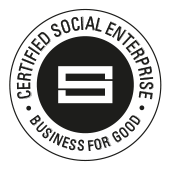 CERTIFIED SOCIAL ENTERPRISE
S
• BUSINESS FOR GOOD •